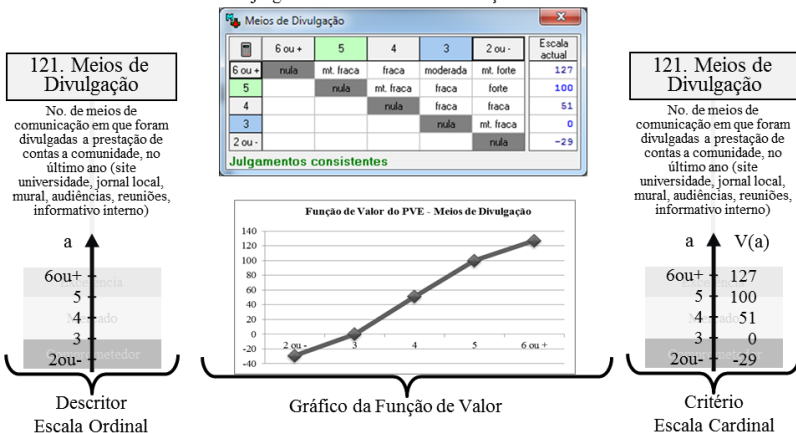 Meios de Divulgação
6 ou + 5 4 3 2 ou - Escala actual
6 ou + nula mt. fraca fraca moderada mt. forte 127
5 nula mt. fraca fraca forte 100
4 nula fraca fraca 51
3 nula mt. fraca 0
2 ou - nula -29
Julgamentos consistentes
121. Meios de
Divulgação
No. de meios de
comunicação em que foram
divulgadas a prestação de
contas a comunidade, no
último ano (site
universidade, jornal local,
mural, audiências, reuniões,
informativo interno)
a
6ou+
5
4
3
2ou-
Descritor
Escala Ordinal
Função de Valor do PVE - Meios de Divulgação
140
120
100
80
60
40
20
0
-20
-40
2 ou - 3 4 5 6 ou +
Gráfico da Função de Valor
121. Meios de
Divulgação
No. de meios de
comunicação em que foram
divulgadas a prestação de
contas a comunidade, no
último ano (site
universidade, jornal local,
mural, audiências, reuniões,
informativo interno)
a V(a)
6ou+ 127
5 100
4 51
3 0
2ou- -29
Critério
Escala Cardinal